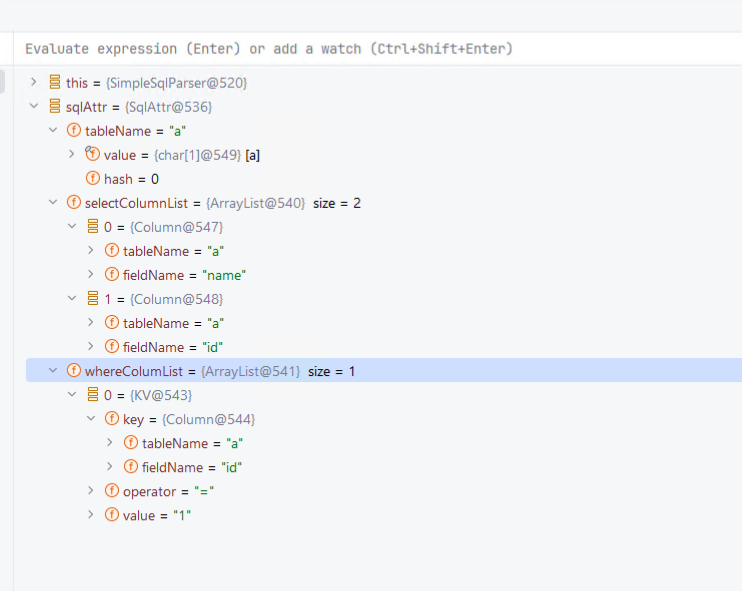 Evaluate expression (Enter) or add a watch (Ctrl+Shift+Enter)
this = {SimpleSqlParser@520}
sqlAttr = {SqlAttr@536}
tableName = "a"
value = {char[1]@549} [a]
hash = 0
selectColumnList = {ArrayList@540} size = 2
0 = {Column@547}
tableName = "a"
fieldName = "name"
1 = {Column@548}
tableName = "a"
fieldName = "id"
whereColumList = {ArrayList@541} size = 1
0 = {KV@543}
key = {Column@544}
tableName = "a"
fieldName = "id"
operator = "="
value = "1"